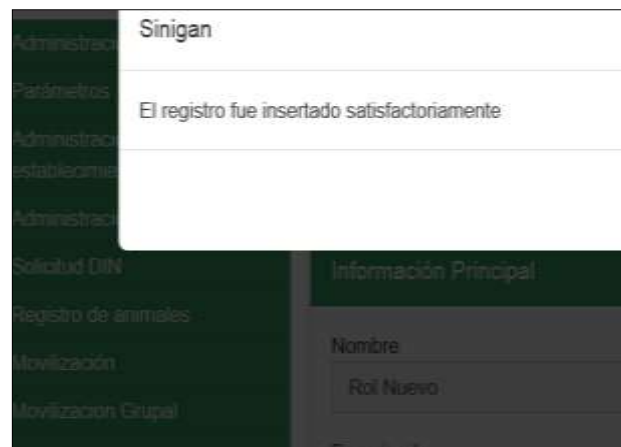 Sinigan
El registro fue insertado satisfactoriamente
Parámetros
Solicitud DIN
Registro de animales
Movilización
Movilizacion Grupal
Información Principal
Nombre
Rol Nuevo